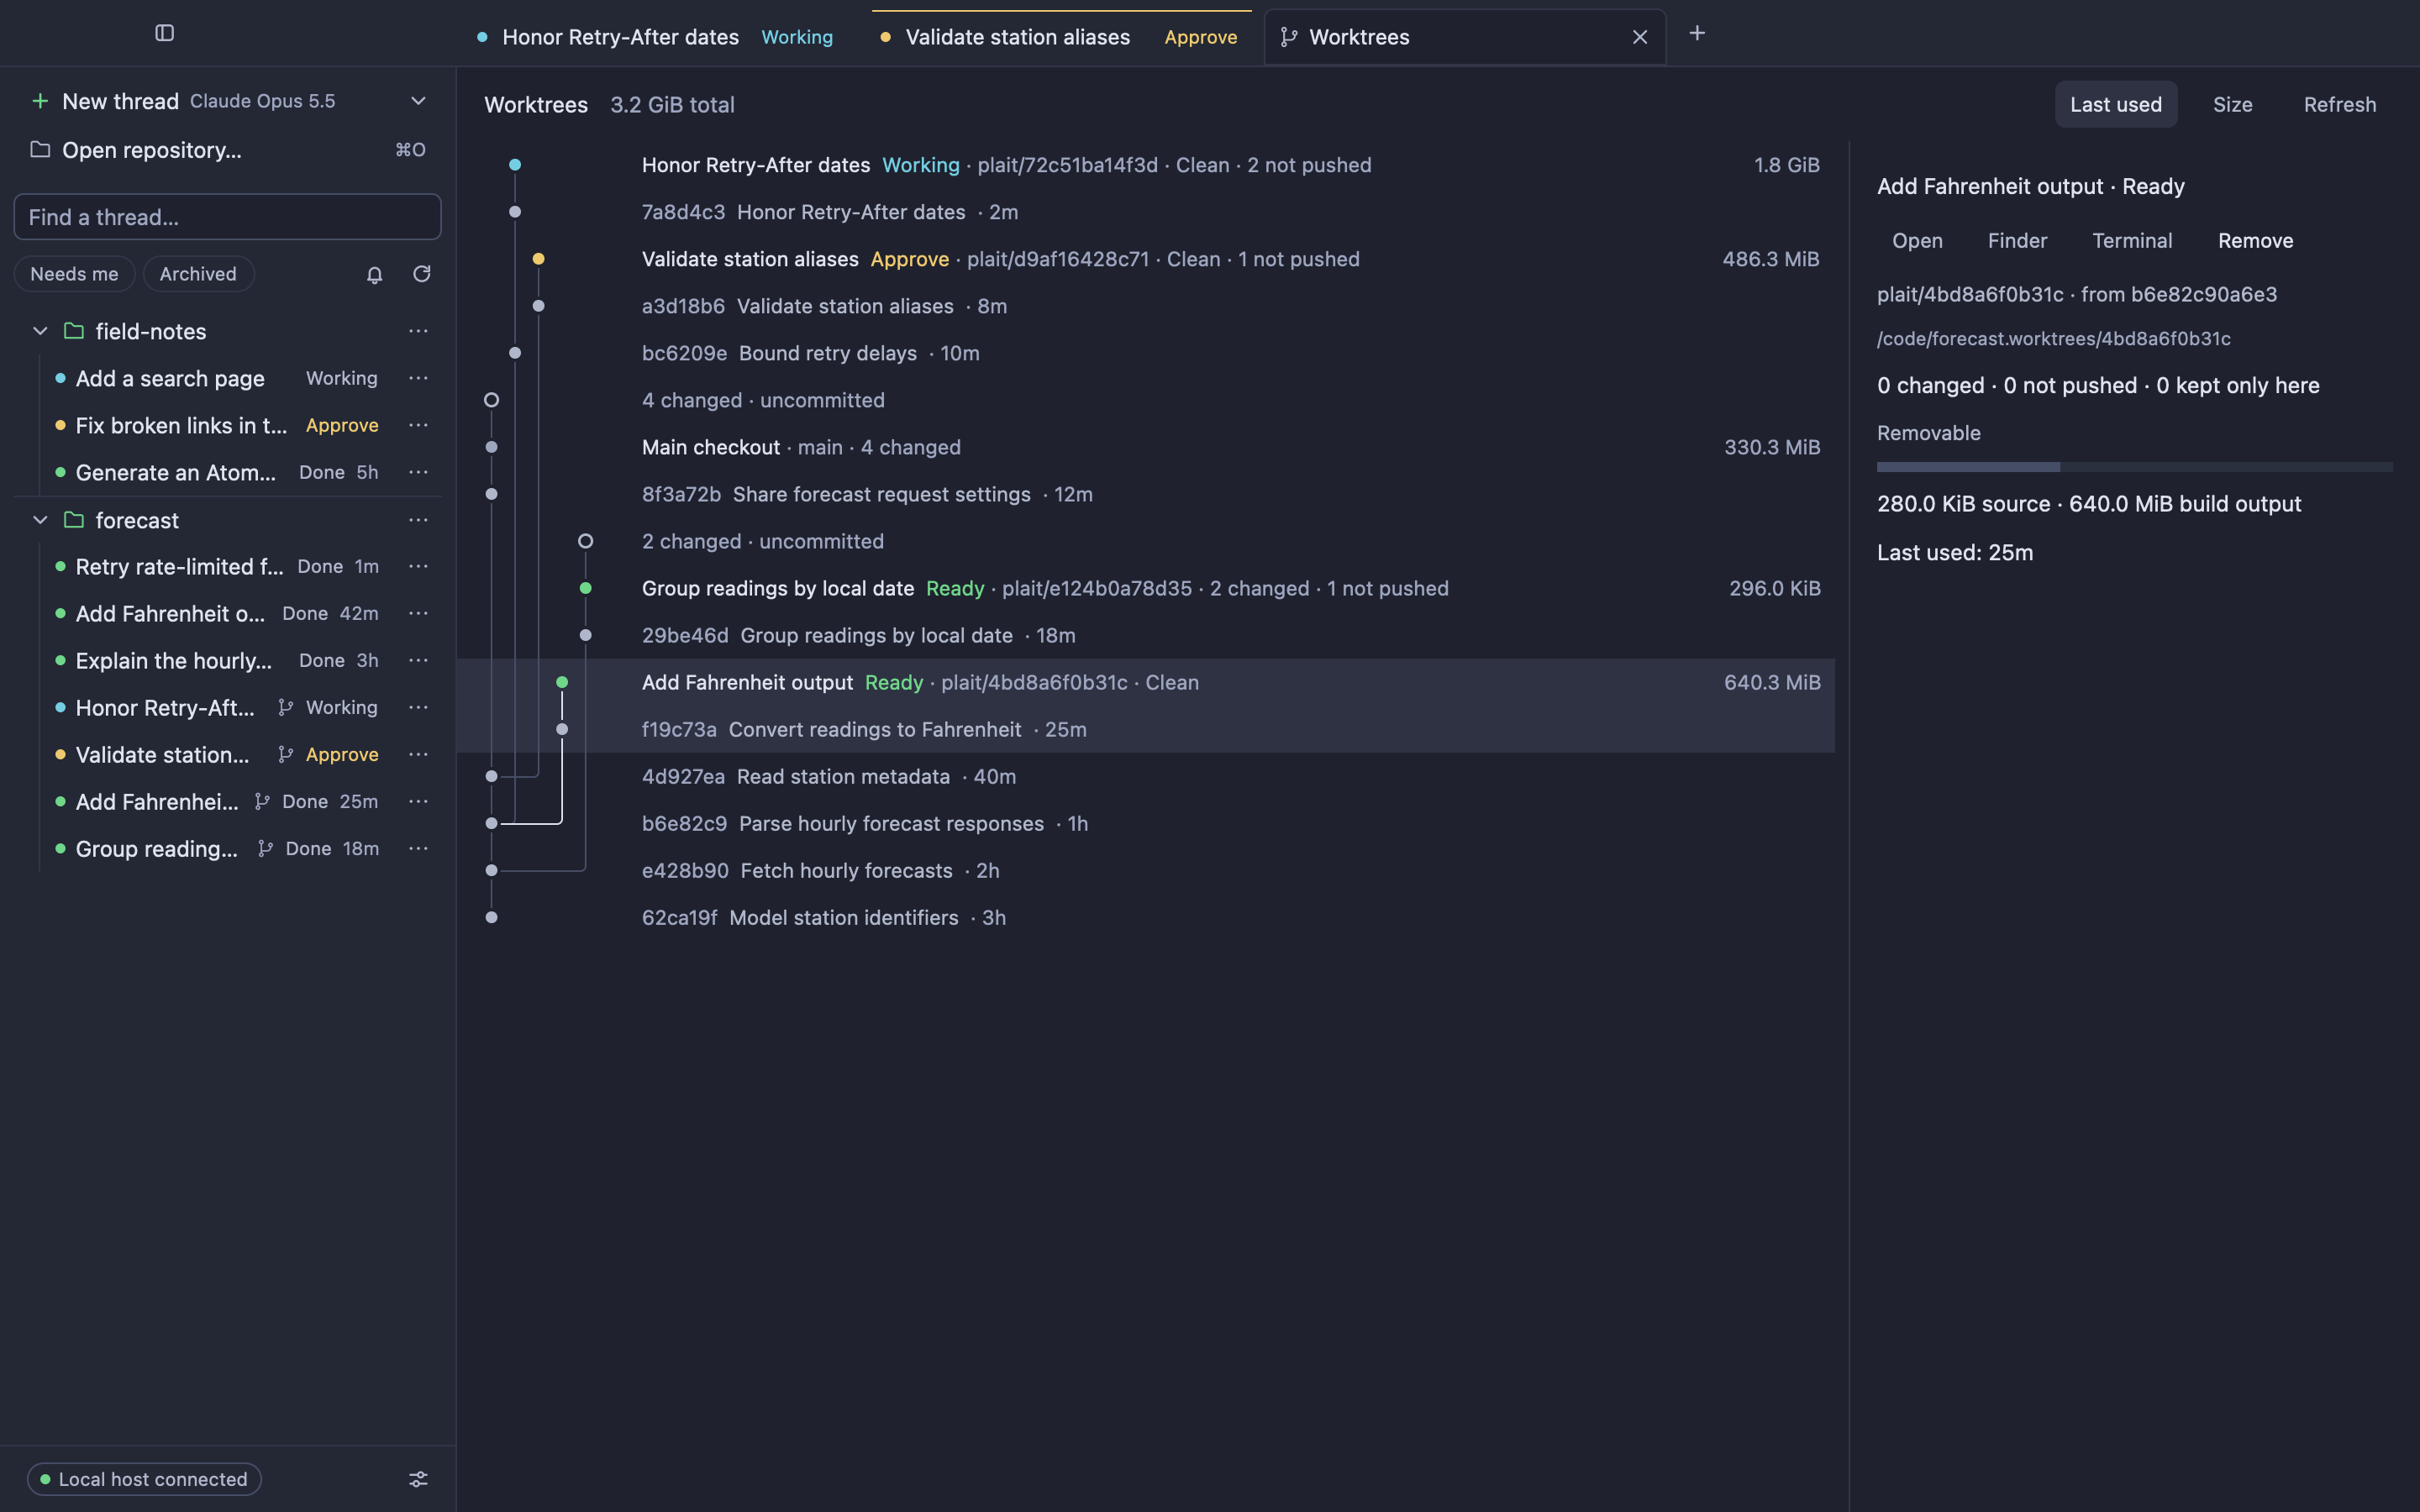 Honor Retry-After dates Working
Validate station aliases Approve
Worktrees
New thread Claude Opus 5.5
Open repository... ⌘O
Find a thread...
Needs me Archived
field-notes
Add a search page Working
Fix broken links in t... Approve
Generate an Atom... Done 5h
forecast
Retry rate-limited f... Done 1m
Add Fahrenheit o... Done 42m
Explain the hourly... Done 3h
Honor Retry-Aft... Working
Validate station... Approve
Add Fahrenhei... Done 25m
Group reading... Done 18m
Local host connected
Worktrees 3.2 GiB total
Last used Size Refresh
Honor Retry-After dates Working · plait/72c51ba14f3d · Clean · 2 not pushed 1.8 GiB
7a8d4c3 Honor Retry-After dates · 2m
Validate station aliases Approve · plait/d9af16428c71 · Clean · 1 not pushed 486.3 MiB
a3d18b6 Validate station aliases · 8m
bc6209e Bound retry delays · 10m
4 changed · uncommitted
Main checkout · main · 4 changed 330.3 MiB
8f3a72b Share forecast request settings · 12m
2 changed · uncommitted
Group readings by local date Ready · plait/e124b0a78d35 · 2 changed · 1 not pushed 296.0 KiB
29be46d Group readings by local date · 18m
Add Fahrenheit output Ready · plait/4bd8a6f0b31c · Clean 640.3 MiB
f19c73a Convert readings to Fahrenheit · 25m
4d927ea Read station metadata · 40m
b6e82c9 Parse hourly forecast responses · 1h
e428b90 Fetch hourly forecasts · 2h
62ca19f Model station identifiers · 3h
Add Fahrenheit output · Ready
Open Finder Terminal Remove
plait/4bd8a6f0b31c · from b6e82c90a6e3
/code/forecast.worktrees/4bd8a6f0b31c
0 changed · 0 not pushed · 0 kept only here
Removable
280.0 KiB source · 640.0 MiB build output
Last used: 25m